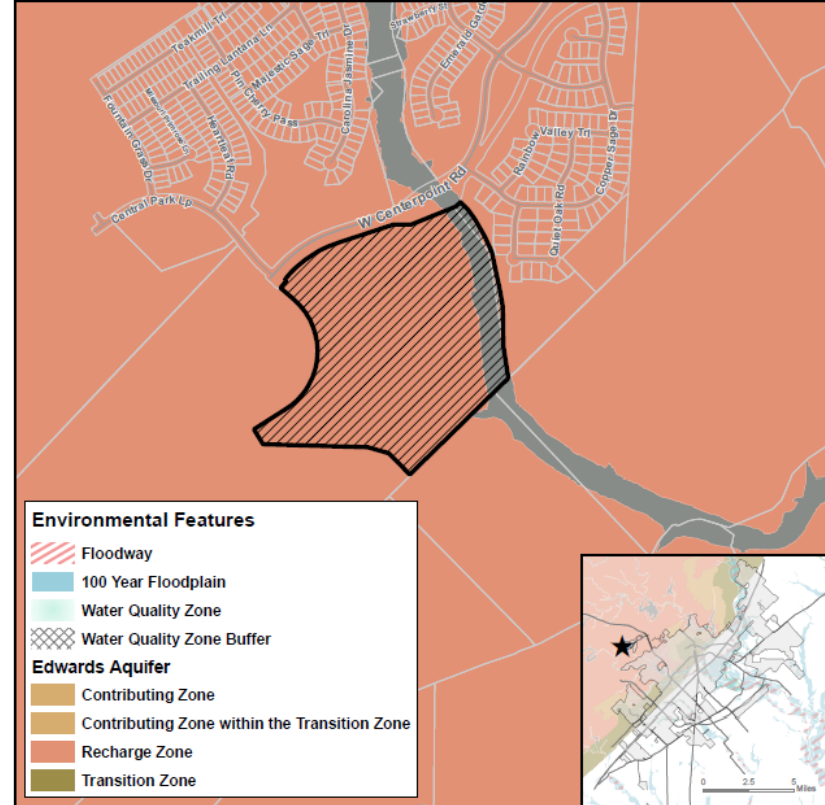 Strawberry St
Teakmill Trl
Trailing Lantana Ln
Majestic Sage Trl
Emerald Gard
Pin Cherry Pass
Carolina Jasmine Dr
Fountain Grass Dr
Heartleaf Rd
Rainbow
Valley Trl
Copper Sage Dr
Central Park Lp
W Centerpoint Rd
Quiet Oak Rd
Environmental Features
Floodway
100 Year Floodplain
Water Quality Zone
Water Quality Zone Buffer
Edwards Aquifer
Contributing Zone
Contributing Zone within the Transition Zone
Recharge Zone
Transition Zone
0 2.5 5
Miles